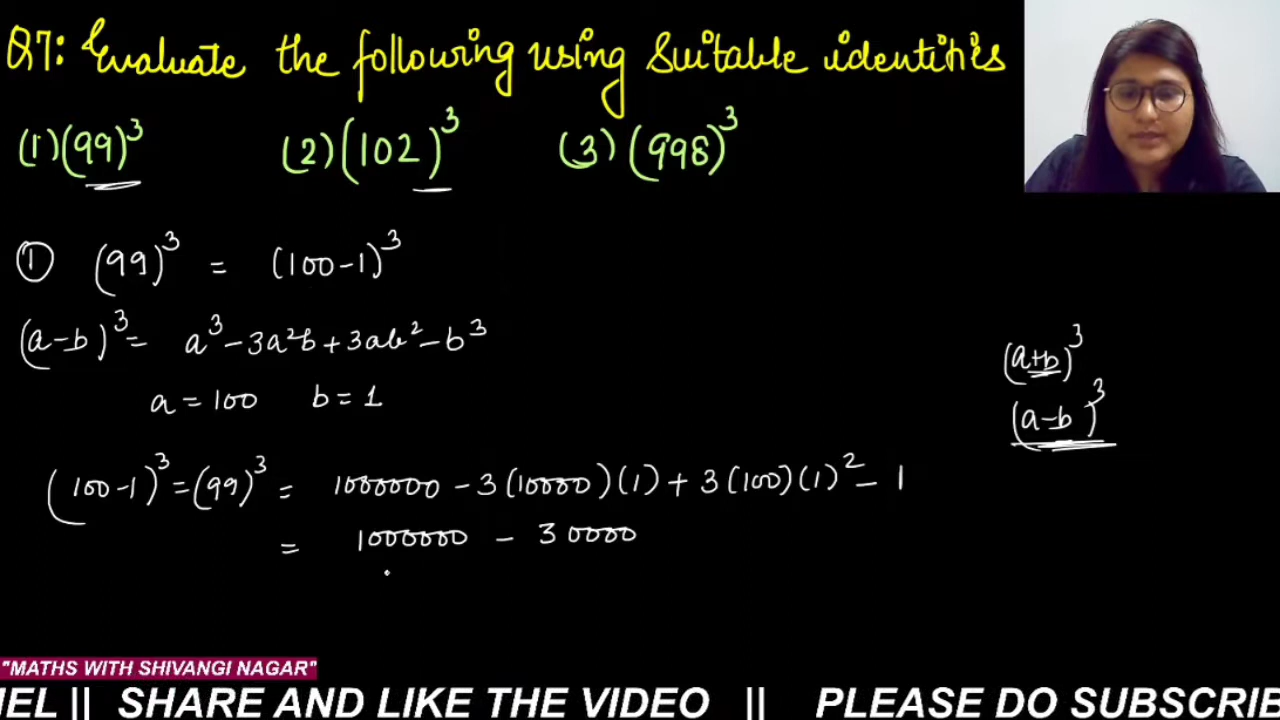 Q7: Evaluate the following using suitable identities
(1) (99)³ (2) (102)³ (3) (998)³
① (99)³ = (100-1)³
(a-b)³ = a³ - 3a²b + 3ab² - b³
a = 100 b = 1
(a+b)³
(a-b)³
(100-1)³ = (99)³ = 1000000 - 3(10000)(1) + 3(100)(1)² - 1
= 1000000 - 30000
"MATHS WITH SHIVANGI NAGAR"
NEL || SHARE AND LIKE THE VIDEO || PLEASE DO SUBSCRIB